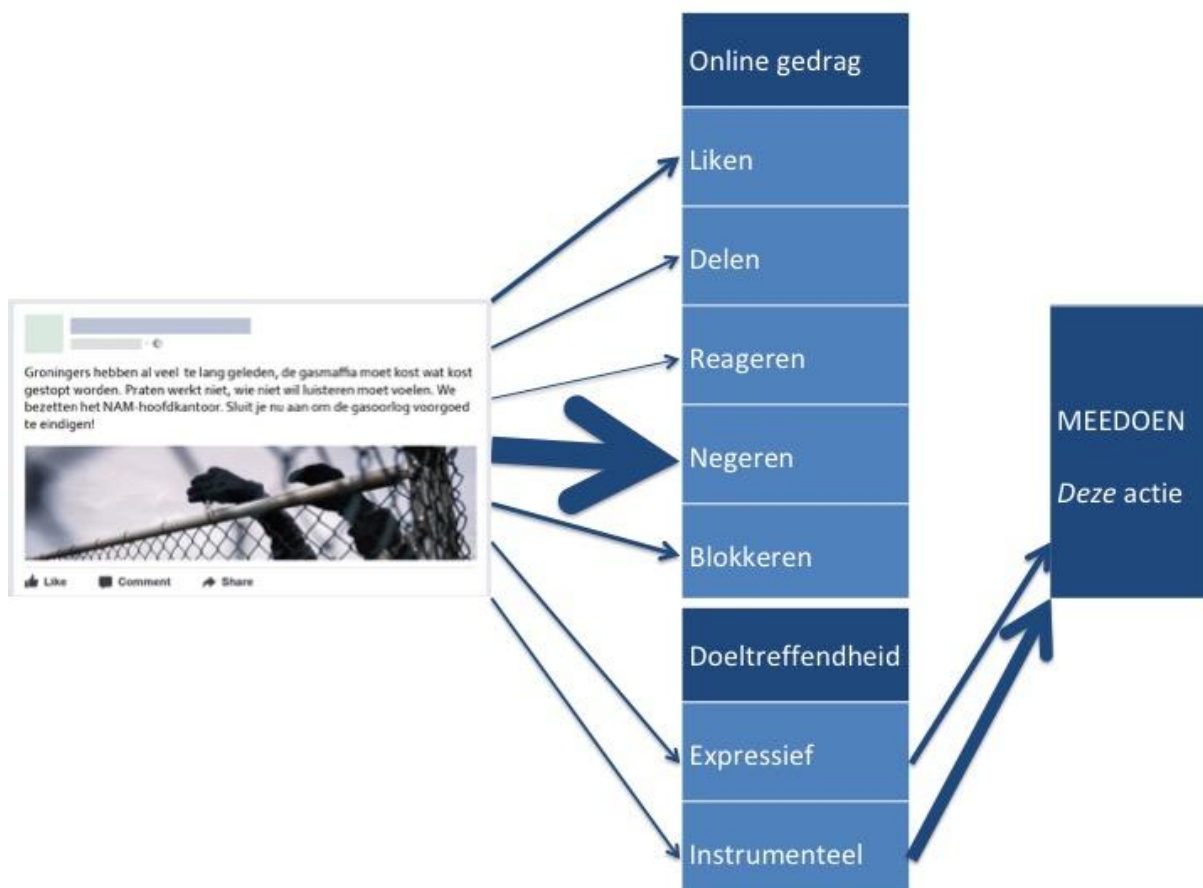 Groningers hebben al veel te lang geleden, de gasmaffia moet kost wat kost
gestopt worden. Praten werkt niet, wie niet wil luisteren moet voelen. We
bezetten het NAM-hoofdkantoor. Sluit je nu aan om de gasoorlog voorgoed
te eindigen!
Like Comment Share
Online gedrag
Liken
Delen
Reageren
Negeren
Blokkeren
Doeltreffendheid
Expressief
Instrumenteel
MEEDOEN
Deze actie